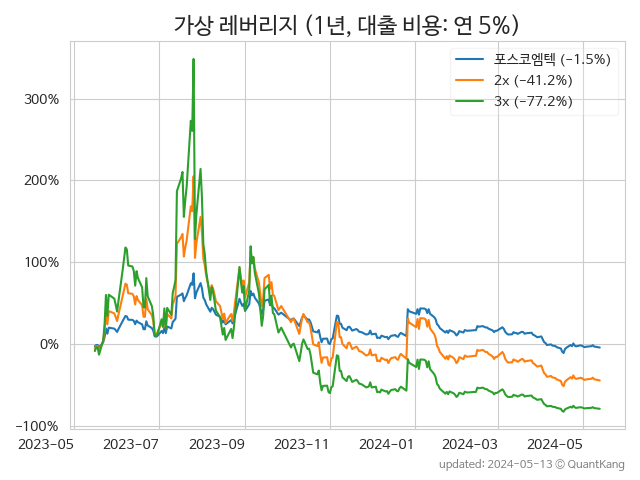 가상 레버리지 (1년, 대출 비용: 연 5%)
포스코엠텍 (−1.5%)
2x (−41.2%)
3x (−77.2%)
300%
200%
100%
0%
−100%
2023-05 2023-07 2023-09 2023-11 2024-01 2024-03 2024-05
updated: 2024-05-13 © QuantKang